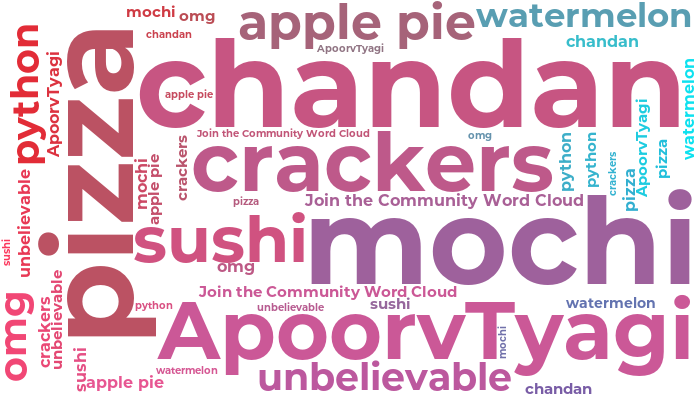 mochi
omg
apple pie
watermelon
chandan
ApoorvTyagi
chandan
python
ApoorvTyagi
pizza
chandan
apple pie
watermelon
Join the Community Word Cloud
omg
crackers
crackers
python
python
crackers
ApoorvTyagi
pizza
pizza
mochi
apple pie
unbelievable
pizza
Join the Community Word Cloud
mochi
sushi
sushi
omg
omg
crackers
unbelievable
Join the Community Word Cloud
python
unbelievable
sushi
watermelon
ApoorvTyagi
mochi
sushi
apple pie
watermelon
unbelievable
chandan